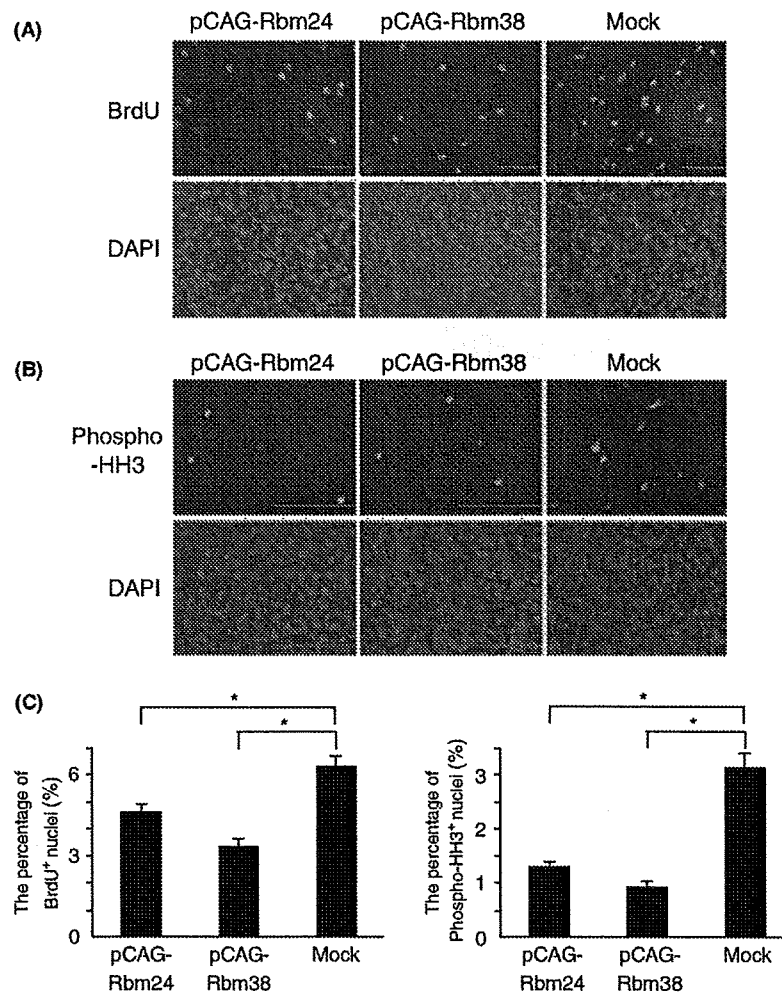 (A)
pCAG-Rbm24 pCAG-Rbm38 Mock
BrdU
DAPI
(B)
pCAG-Rbm24 pCAG-Rbm38 Mock
Phospho
-HH3
DAPI
(C)
* *
* *
The percentage of
BrdU⁺ nuclei (%)
6
3
0
pCAG-
Rbm24
pCAG-
Rbm38
Mock
The percentage of
Phospho-HH3⁺ nuclei (%)
3
2
1
0
pCAG-
Rbm24
pCAG-
Rbm38
Mock